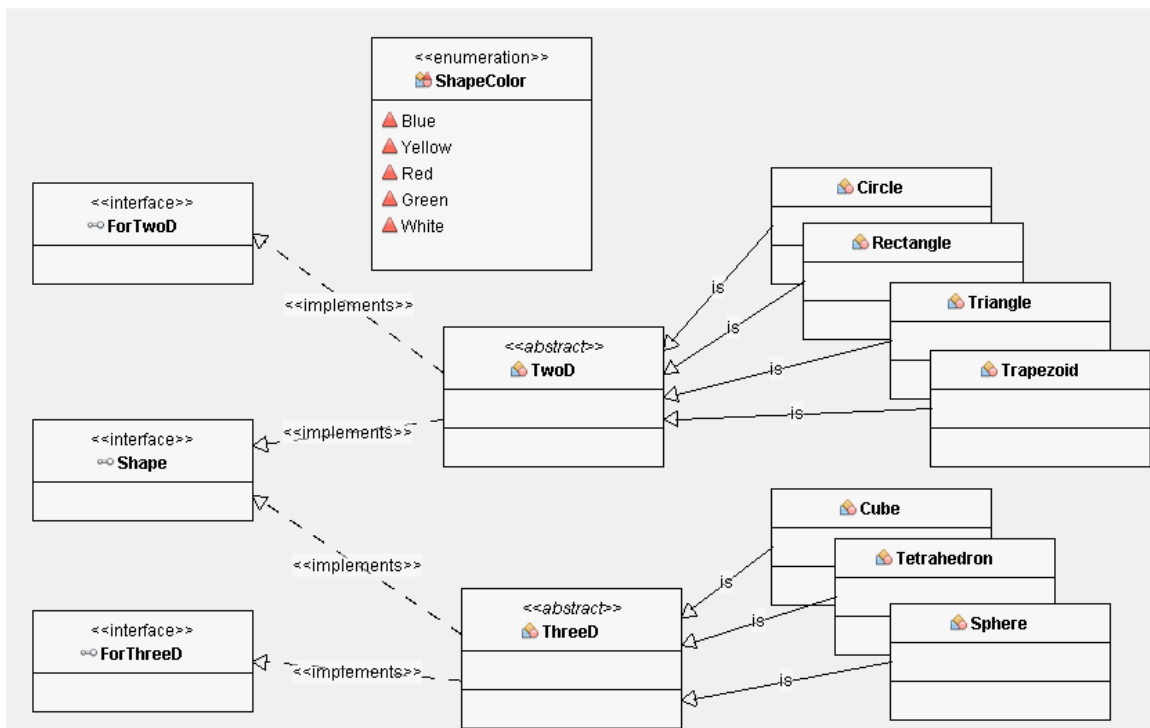 <<enumeration>>
ShapeColor
Blue
Yellow
Red
Green
White
<<interface>>
ForTwoD
<<implements>>
<<abstract>>
TwoD
Circle
Rectangle
Triangle
Trapezoid
is
is
is
is
<<interface>>
Shape
<<implements>>
<<implements>>
<<interface>>
ForThreeD
<<implements>>
<<abstract>>
ThreeD
Cube
Tetrahedron
Sphere
is
is
is